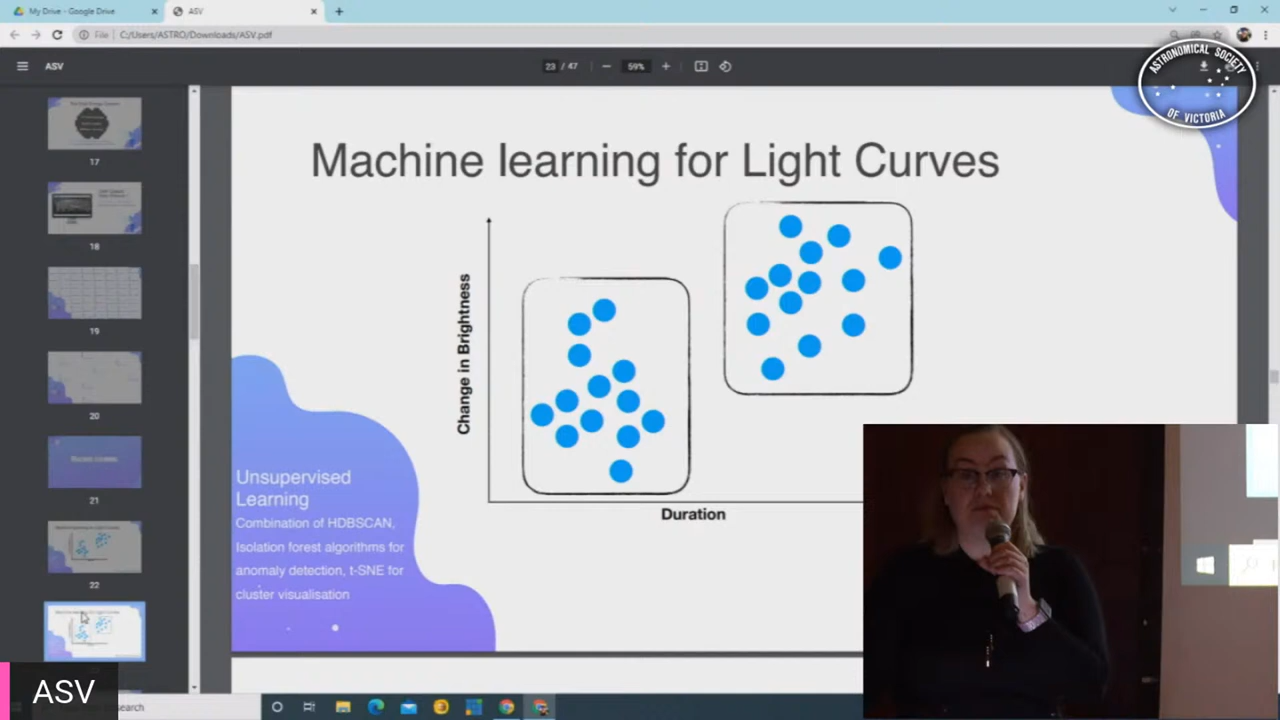 My Drive - Google Drive
ASV
File
C:/Users/ASTRO/Downloads/ASV.pdf
ASV
23 / 47
59%
ASTRONOMICAL SOCIETY
OF VICTORIA
17
18
19
20
21
22
Machine learning for Light Curves
Change in Brightness
Duration
Unsupervised
Learning
Combination of HDBSCAN,
Isolation forest algorithms for
anomaly detection, t-SNE for
cluster visualisation
ASV